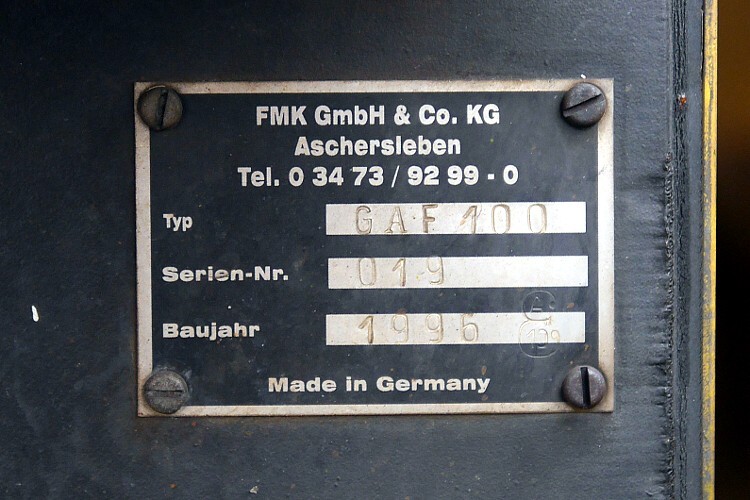 FMK GmbH & Co. KG
Aschersleben
Tel. 0 34 73 / 92 99 - 0
Typ GAF 100
Serien-Nr. 019
Baujahr 1996
Made in Germany